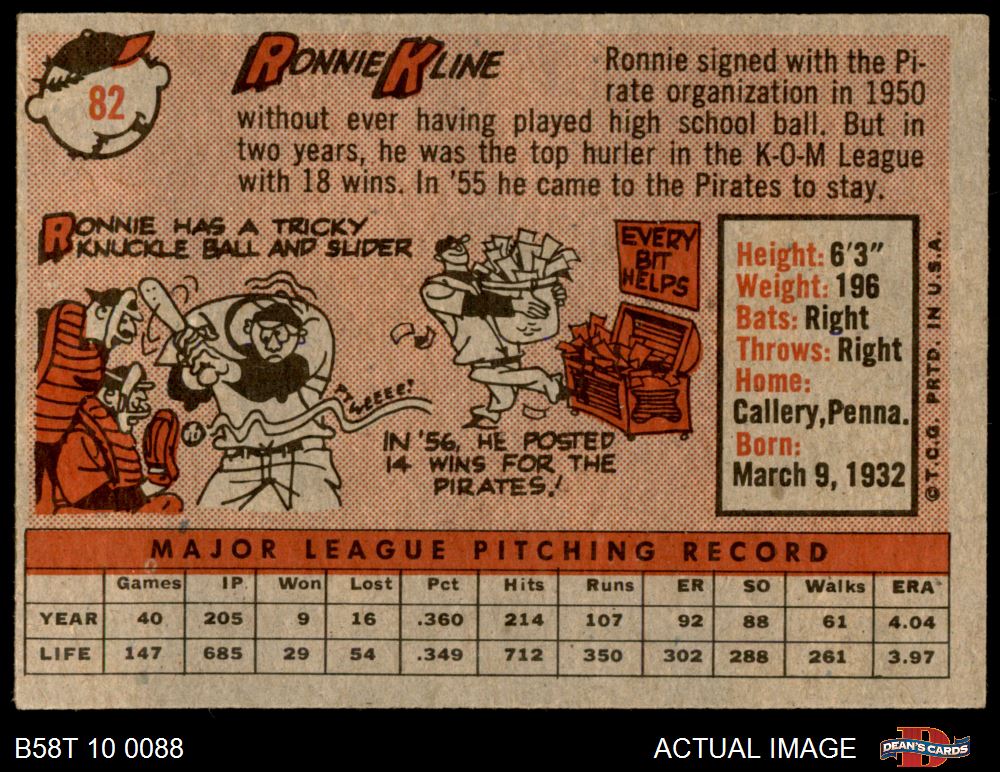 82
RONNIE KLINE
Ronnie signed with the Pi-
rate organization in 1950
without ever having played high school ball. But in
two years, he was the top hurler in the K-O-M League
with 18 wins. In '55 he came to the Pirates to stay.
RONNIE HAS A TRICKY
KNUCKLE BALL AND SLIDER
PT-WEEEE!
EVERY
BIT
HELPS
IN '56, HE POSTED
14 WINS FOR THE
PIRATES!
Height: 6'3"
Weight: 196
Bats: Right
Throws: Right
Home:
Callery, Penna.
Born:
March 9, 1932
© T.C.G. PRTD. IN U.S.A.
MAJOR LEAGUE PITCHING RECORD
Games IP Won Lost Pct Hits Runs ER SO Walks ERA
YEAR 40 205 9 16 .360 214 107 92 88 61 4.04
LIFE 147 685 29 54 .349 712 350 302 288 261 3.97
B58T 10 0088
ACTUAL IMAGE
D
DEAN'S CARDS